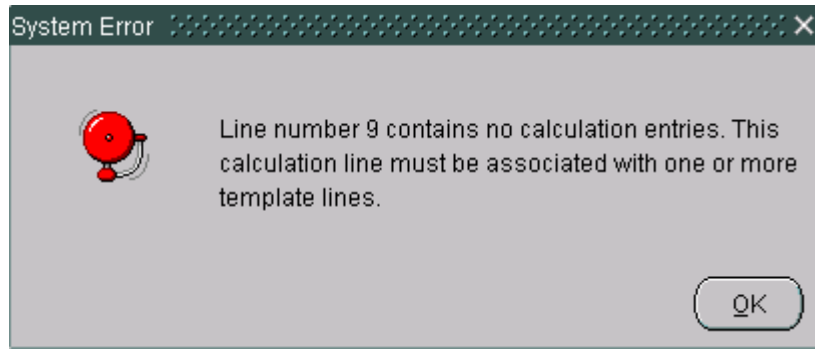 System Error
Line number 9 contains no calculation entries. This
calculation line must be associated with one or more
template lines.
OK